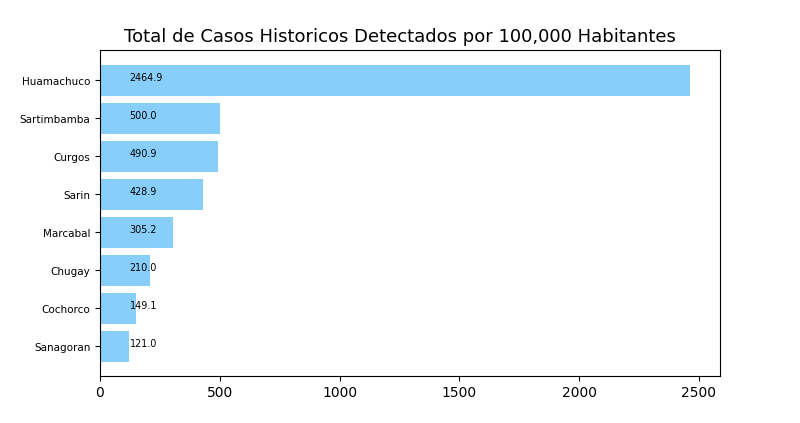 Total de Casos Historicos Detectados por 100,000 Habitantes
Huamachuco 2464.9
Sartimbamba 500.0
Curgos 490.9
Sarin 428.9
Marcabal 305.2
Chugay 210.0
Cochorco 149.1
Sanagoran 121.0
0 500 1000 1500 2000 2500